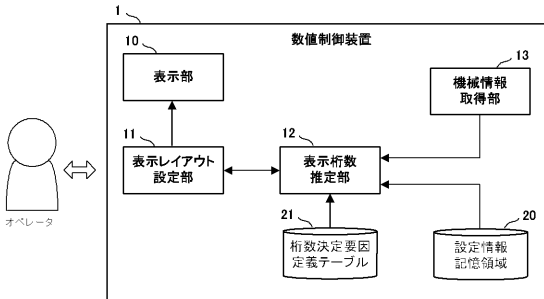 1
数値制御装置
10
表示部
13
機械情報
取得部
11
表示レイアウト
設定部
12
表示桁数
推定部
オペレータ
21
桁数決定要因
定義テーブル
20
設定情報
記憶領域